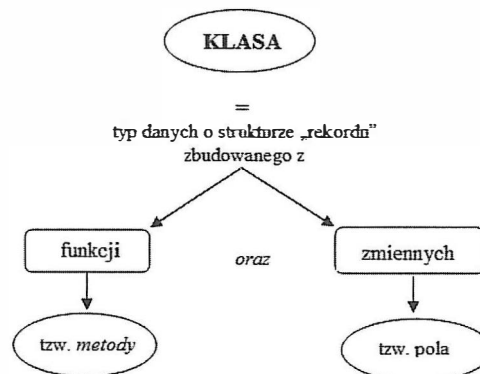 KLASA
=
typ danych o strukturze „rekordu”
zbudowanego z
funkcji
oraz
zmiennych
tzw. metody
tzw. pola